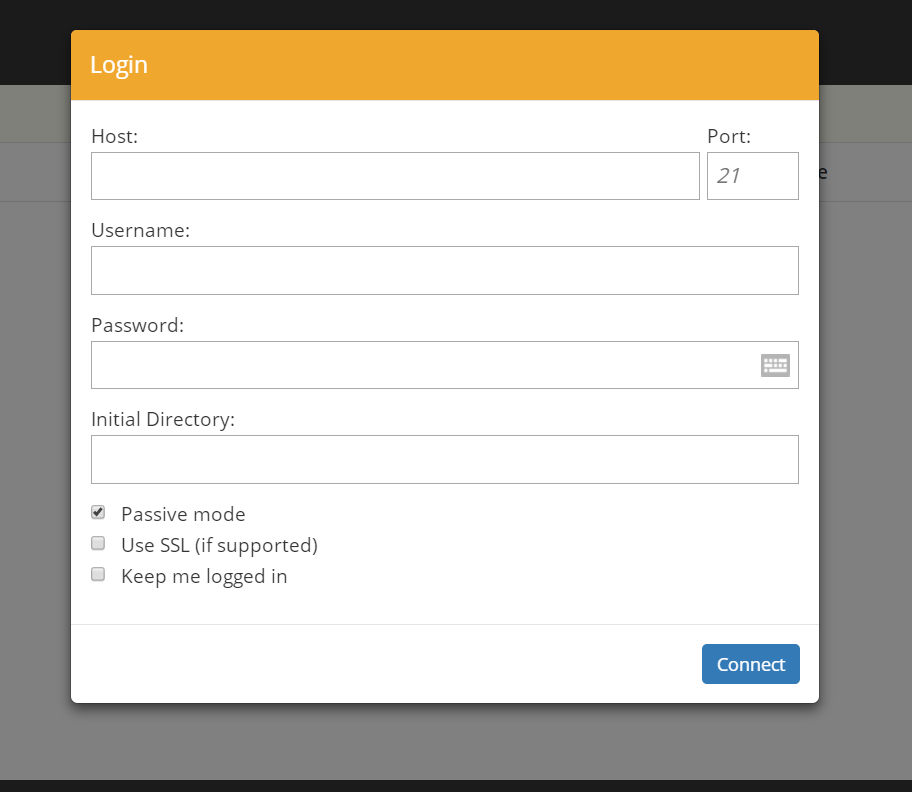 Login
Host: Port:
21
e
Username:
Password:
Initial Directory:
Passive mode
Use SSL (if supported)
Keep me logged in
Connect